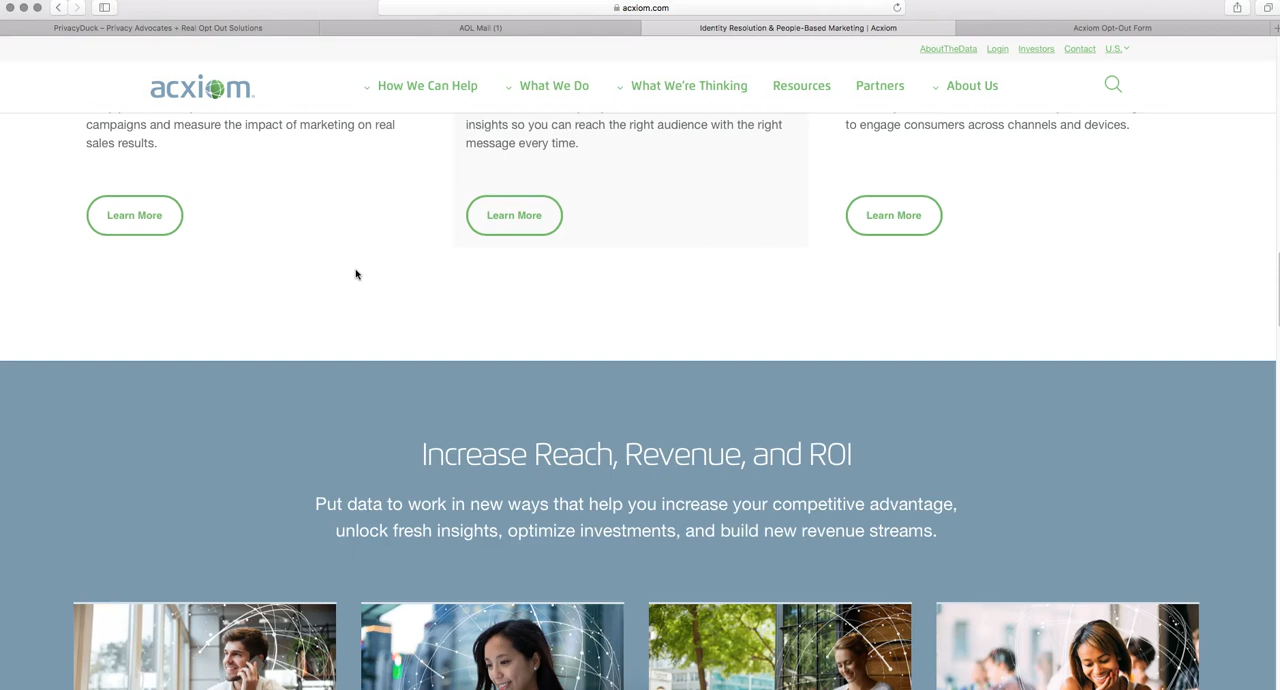 acxiom.com
PrivacyDuck – Privacy Advocates + Real Opt Out Solutions
AOL Mail (1)
Identity Resolution & People-Based Marketing | Acxiom
Acxiom Opt-Out Form
AboutTheData Login Investors Contact U.S.
acxiom.
How We Can Help What We Do What We're Thinking Resources Partners About Us
campaigns and measure the impact of marketing on real
sales results.
insights so you can reach the right audience with the right
message every time.
to engage consumers across channels and devices.
Learn More
Learn More
Learn More
Increase Reach, Revenue, and ROI
Put data to work in new ways that help you increase your competitive advantage,
unlock fresh insights, optimize investments, and build new revenue streams.